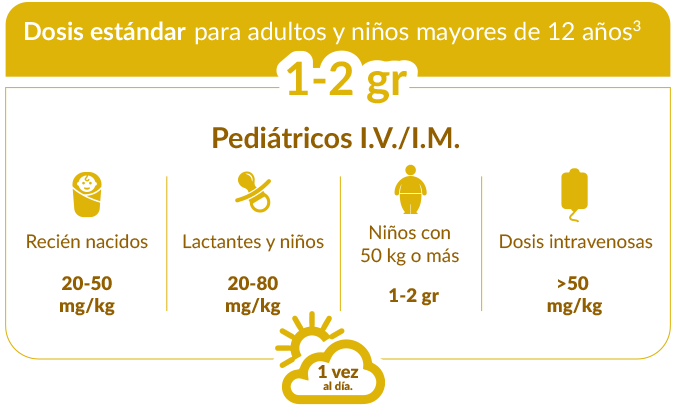 Dosis estándar para adultos y niños mayores de 12 años3
1-2 gr
Pediátricos I.V./I.M.
Recién nacidos
20-50
mg/kg
Lactantes y niños
20-80
mg/kg
Niños con
50 kg o más
1-2 gr
Dosis intravenosas
>50
mg/kg
1 vez
al día.